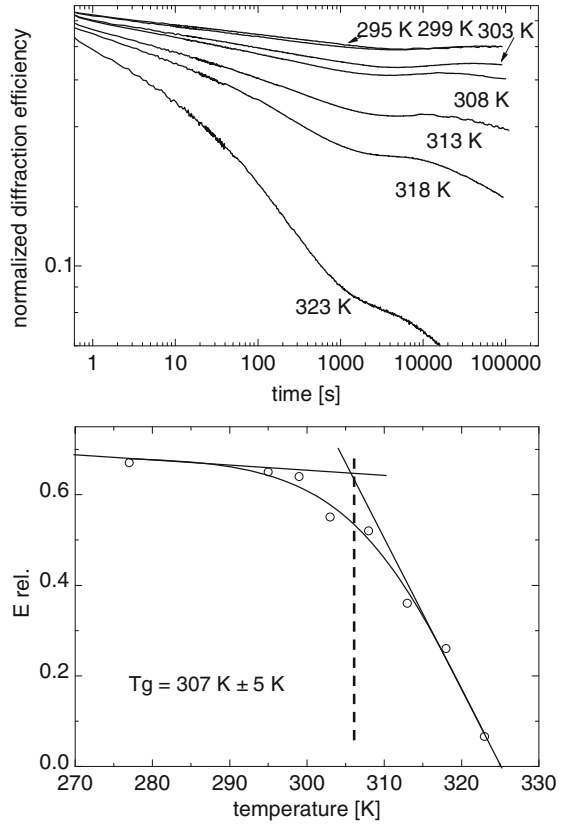 normalized diffraction efficiency
0.1
295 K 299 K 303 K
308 K
313 K
318 K
323 K
1 10 100 1000 10000 100000
time [s]
E rel.
0.6
0.4
0.2
0.0
Tg = 307 K ± 5 K
270 280 290 300 310 320 330
temperature [K]